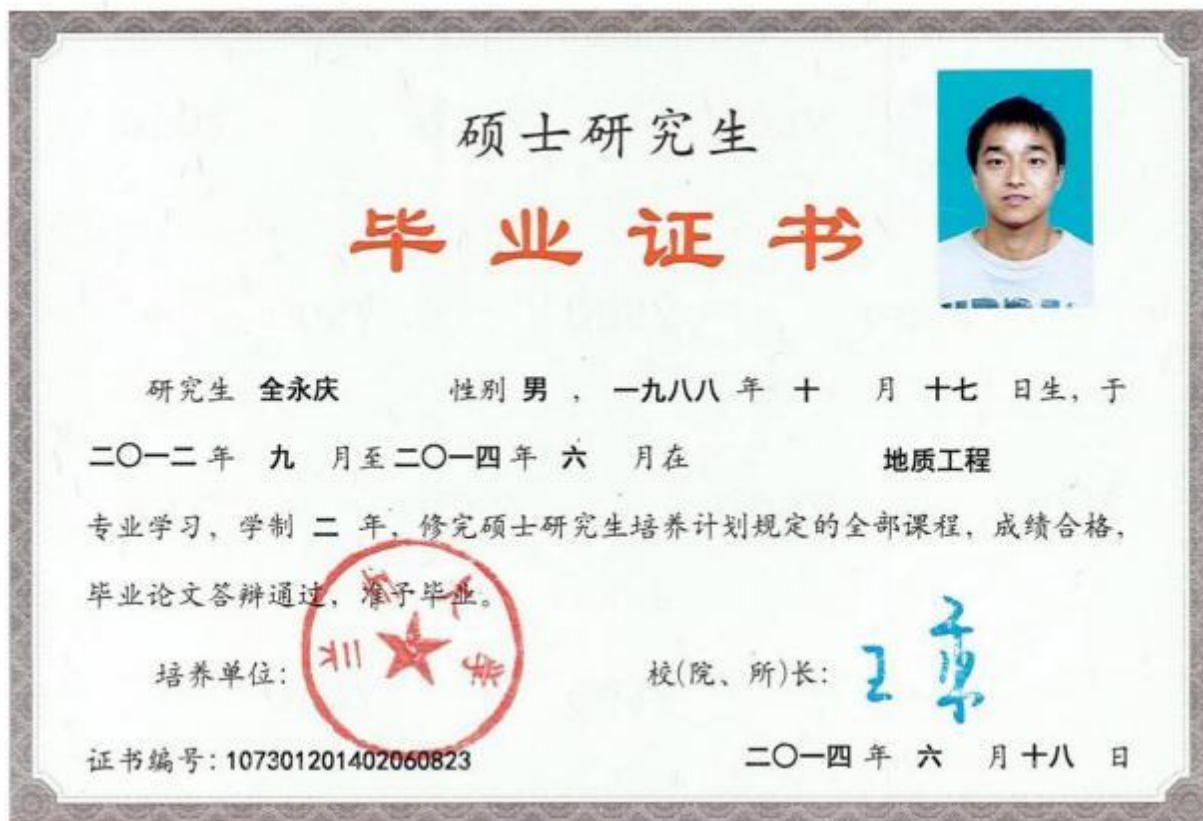 硕士研究生
毕业证书
研究生 全永庆 性别 男 , 一九八八 年 十 月 十七 日生, 于
二〇一二 年 九 月至 二〇一四 年 六 月在 地质工程
专业学习, 学制 二 年, 修完硕士研究生培养计划规定的全部课程, 成绩合格,
毕业论文答辩通过, 准予毕业。
培养单位: 校(院、所)长: 王
证书编号: 107301201402060823 二〇一四 年 六 月 十八 日